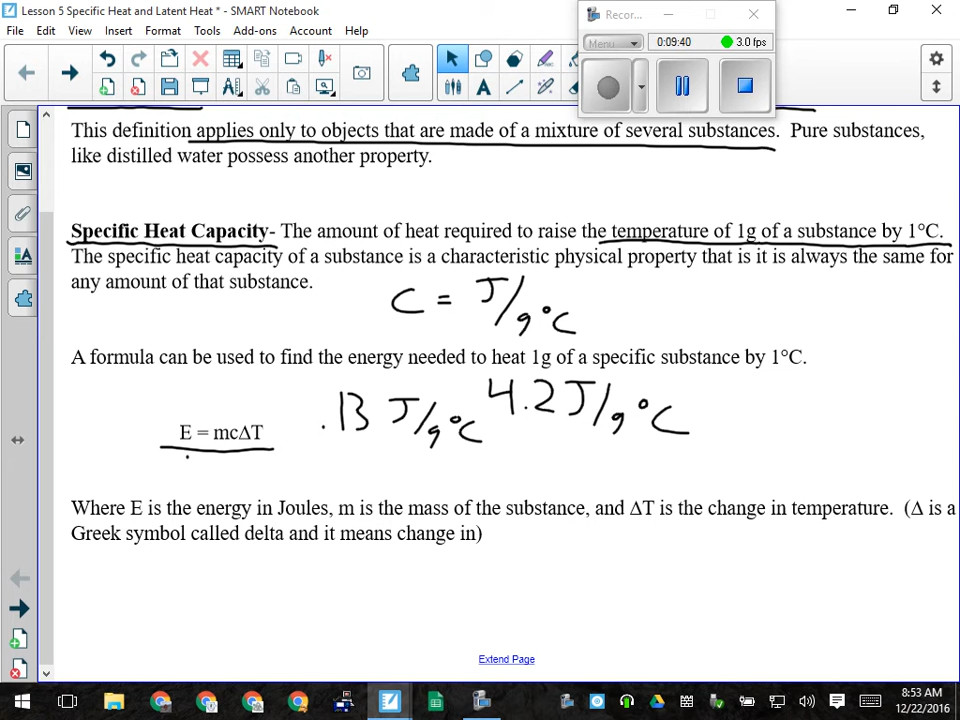 Lesson 5 Specific Heat and Latent Heat * - SMART Notebook
Recor...
File Edit View Insert Format Tools Add-ons Account Help
Menu 0:09:40 3.0 fps
This definition applies only to objects that are made of a mixture of several substances. Pure substances,
like distilled water possess another property.
Specific Heat Capacity- The amount of heat required to raise the temperature of 1g of a substance by 1°C.
The specific heat capacity of a substance is a characteristic physical property that is it is always the same for
any amount of that substance.
C = J/g°C
A formula can be used to find the energy needed to heat 1g of a specific substance by 1°C.
.13 J/g°C 4.2 J/g°C
E = mcΔT
Where E is the energy in Joules, m is the mass of the substance, and ΔT is the change in temperature. (Δ is a
Greek symbol called delta and it means change in)
Extend Page
8:53 AM
12/22/2016